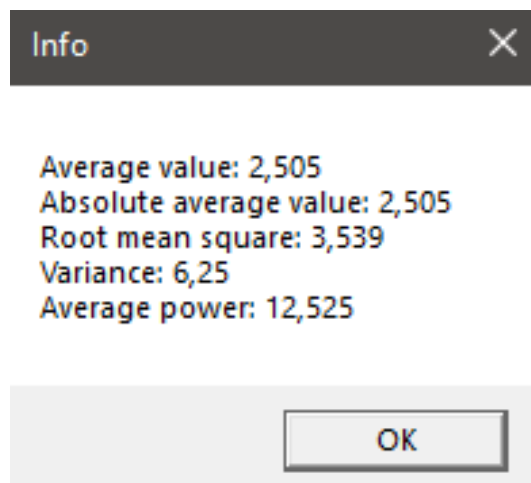 Info
Average value: 2,505
Absolute average value: 2,505
Root mean square: 3,539
Variance: 6,25
Average power: 12,525
OK